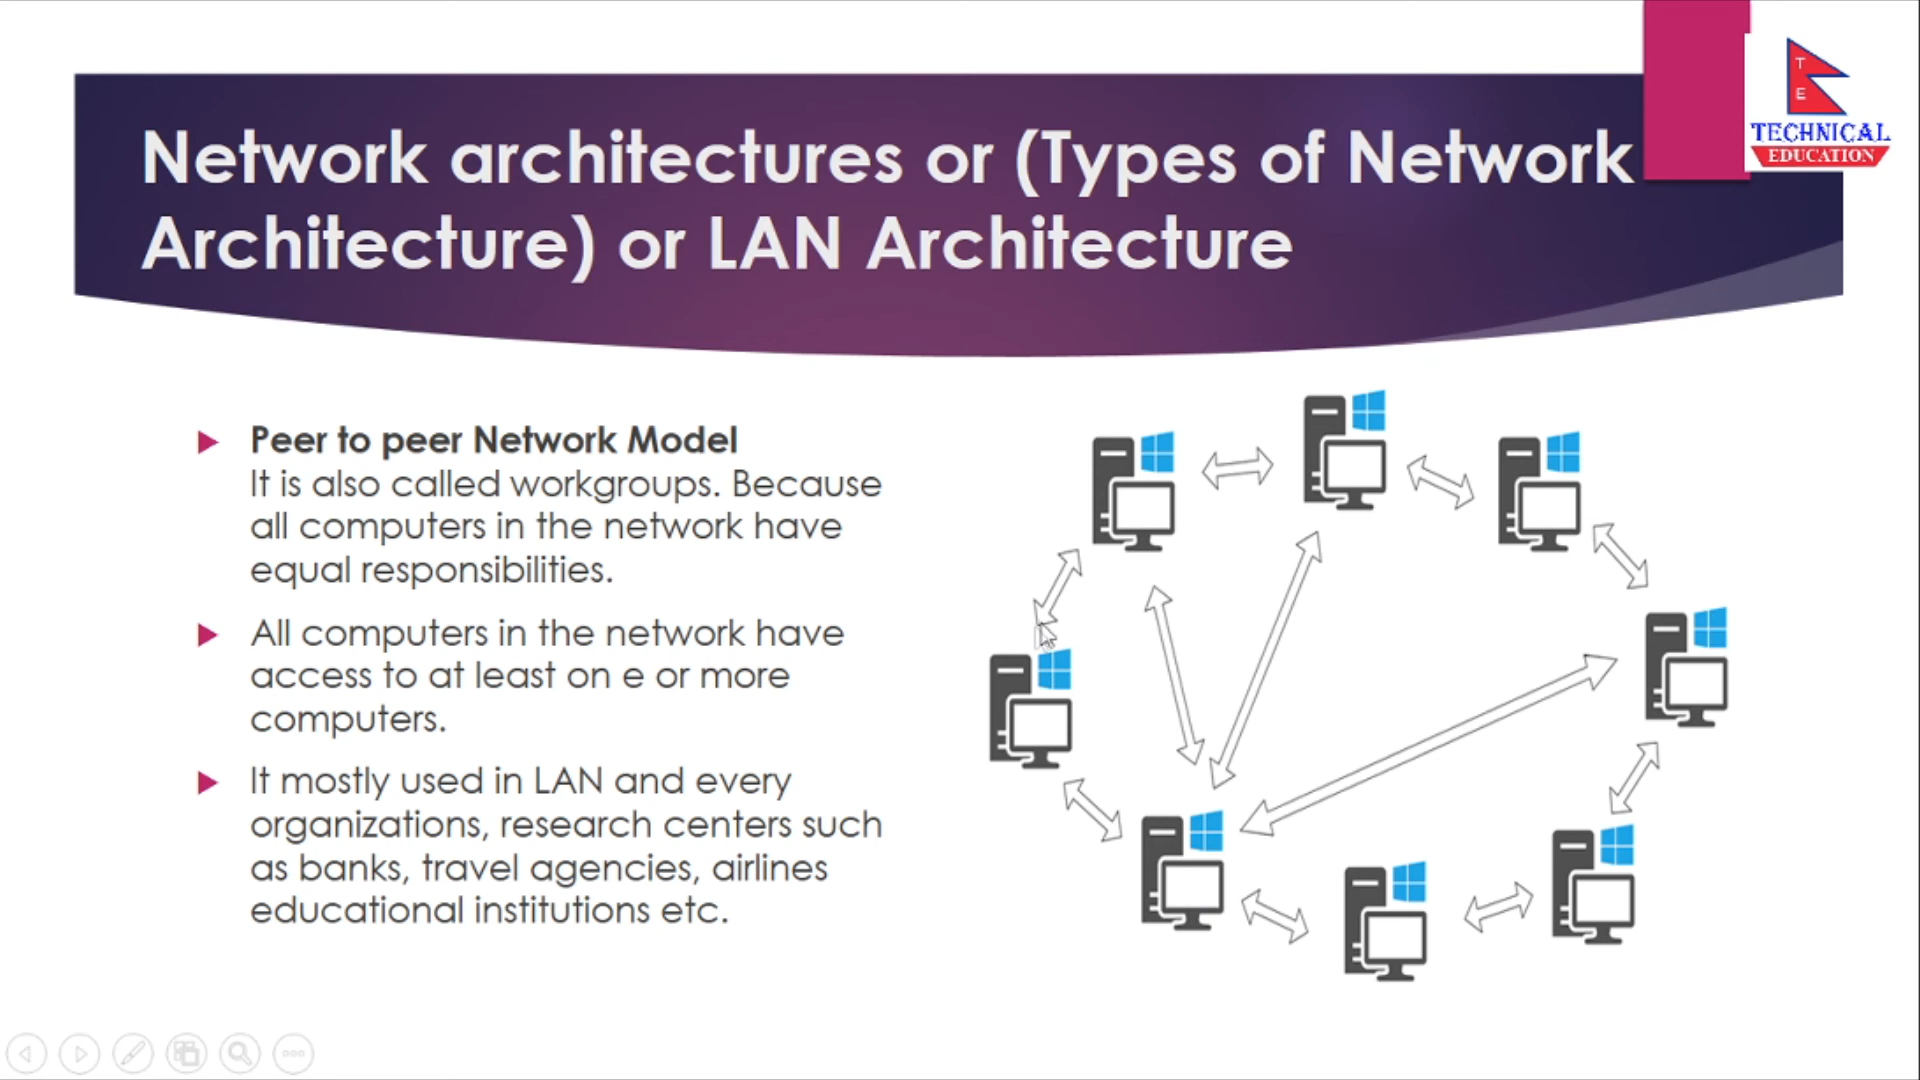 T
E
TECHNICAL
EDUCATION
Network architectures or (Types of Network
Architecture) or LAN Architecture
Peer to peer Network Model
It is also called workgroups. Because
all computers in the network have
equal responsibilities.
All computers in the network have
access to at least on e or more
computers.
It mostly used in LAN and every
organizations, research centers such
as banks, travel agencies, airlines
educational institutions etc.